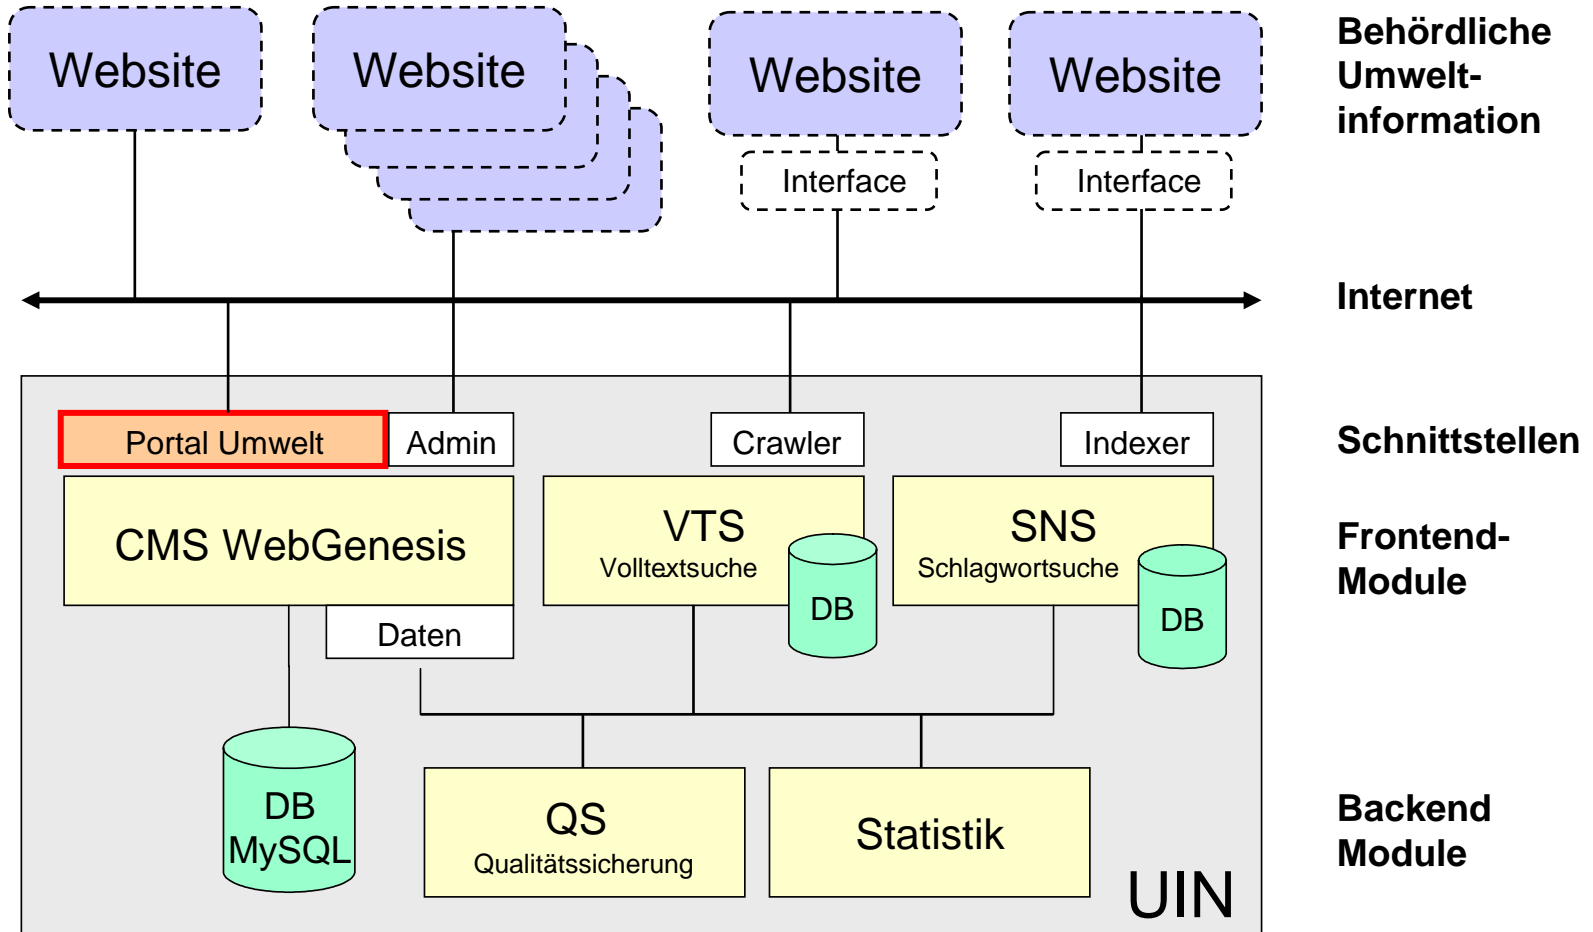 Website
Website
Website
Website
Behördliche
Umwelt-
information
Interface
Interface
Internet
Portal Umwelt
Admin
Crawler
Indexer
Schnittstellen
CMS WebGenesis
VTS
Volltextsuche
DB
SNS
Schlagwortsuche
DB
Frontend-
Module
Daten
DB
MySQL
QS
Qualitätssicherung
Statistik
Backend
Module
UIN